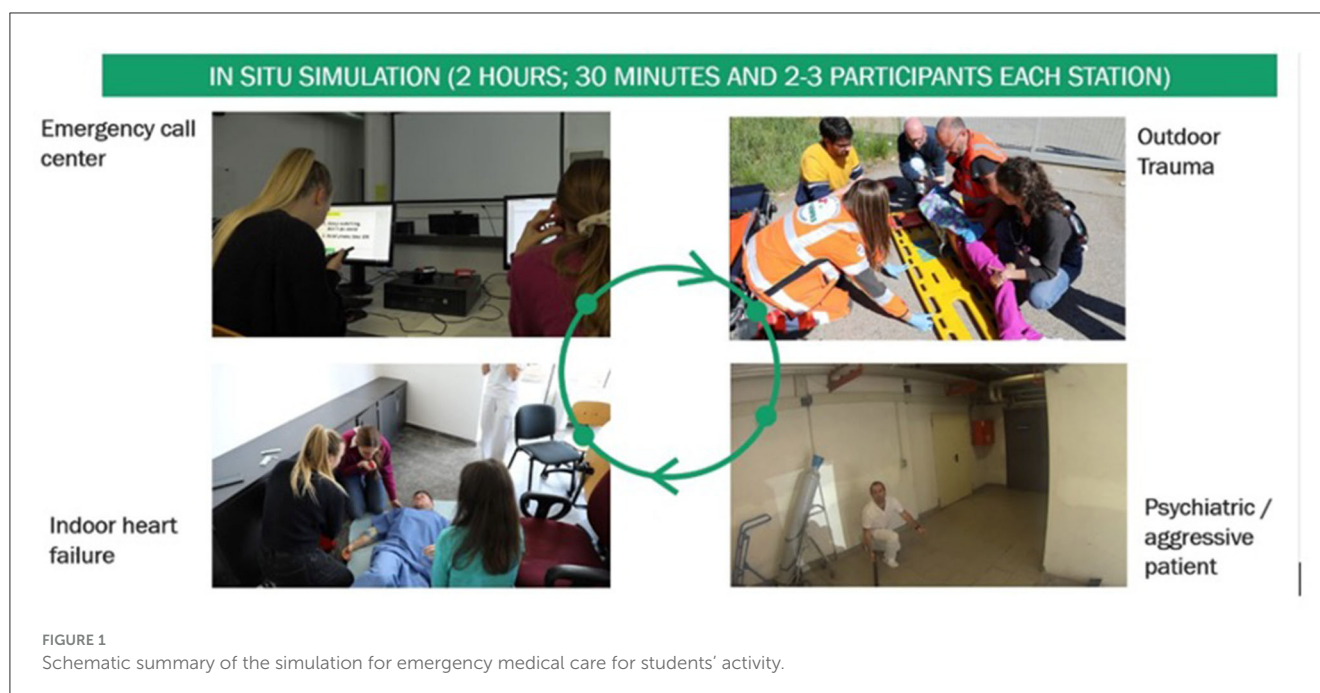 IN SITU SIMULATION (2 HOURS; 30 MINUTES AND 2-3 PARTICIPANTS EACH STATION)
Emergency call
center
Outdoor
Trauma
Indoor heart
failure
Psychiatric /
aggressive
patient
FIGURE 1
Schematic summary of the simulation for emergency medical care for students’ activity.